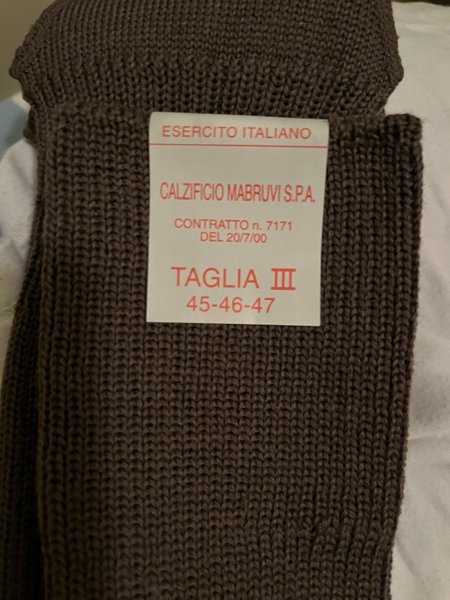 ESERCITO ITALIANO
CALZIFICIO MABRUVI S.P.A.
CONTRATTO n. 7171
DEL 20/7/00
TAGLIA III
45-46-47